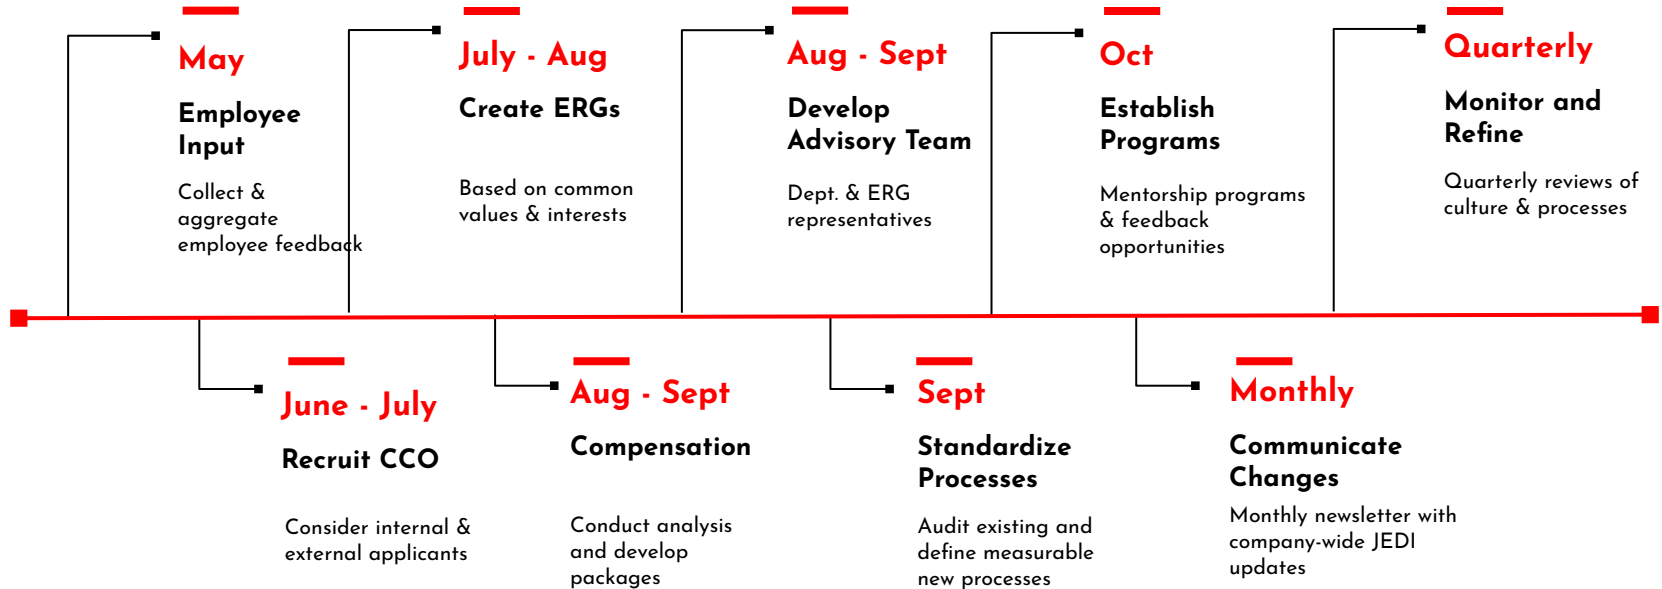 May
Employee
Input
Collect &
aggregate
employee feedback
July - Aug
Create ERGs
Based on common
values & interests
Aug - Sept
Develop
Advisory Team
Dept. & ERG
representatives
Oct
Establish
Programs
Mentorship programs
& feedback
opportunities
Quarterly
Monitor and
Refine
Quarterly reviews of
culture & processes
June - July
Recruit CCO
Consider internal &
external applicants
Aug - Sept
Compensation
Conduct analysis
and develop
packages
Sept
Standardize
Processes
Audit existing and
define measurable
new processes
Monthly
Communicate
Changes
Monthly newsletter with
company-wide JEDI
updates